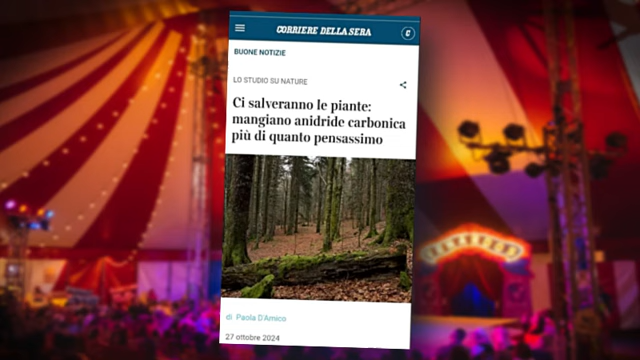 CORRIERE DELLA SERA
C
BUONE NOTIZIE
LO STUDIO SU NATURE
Ci salveranno le piante:
mangiano anidride carbonica
più di quanto pensassimo
di Paola D'Amico
27 ottobre 2024